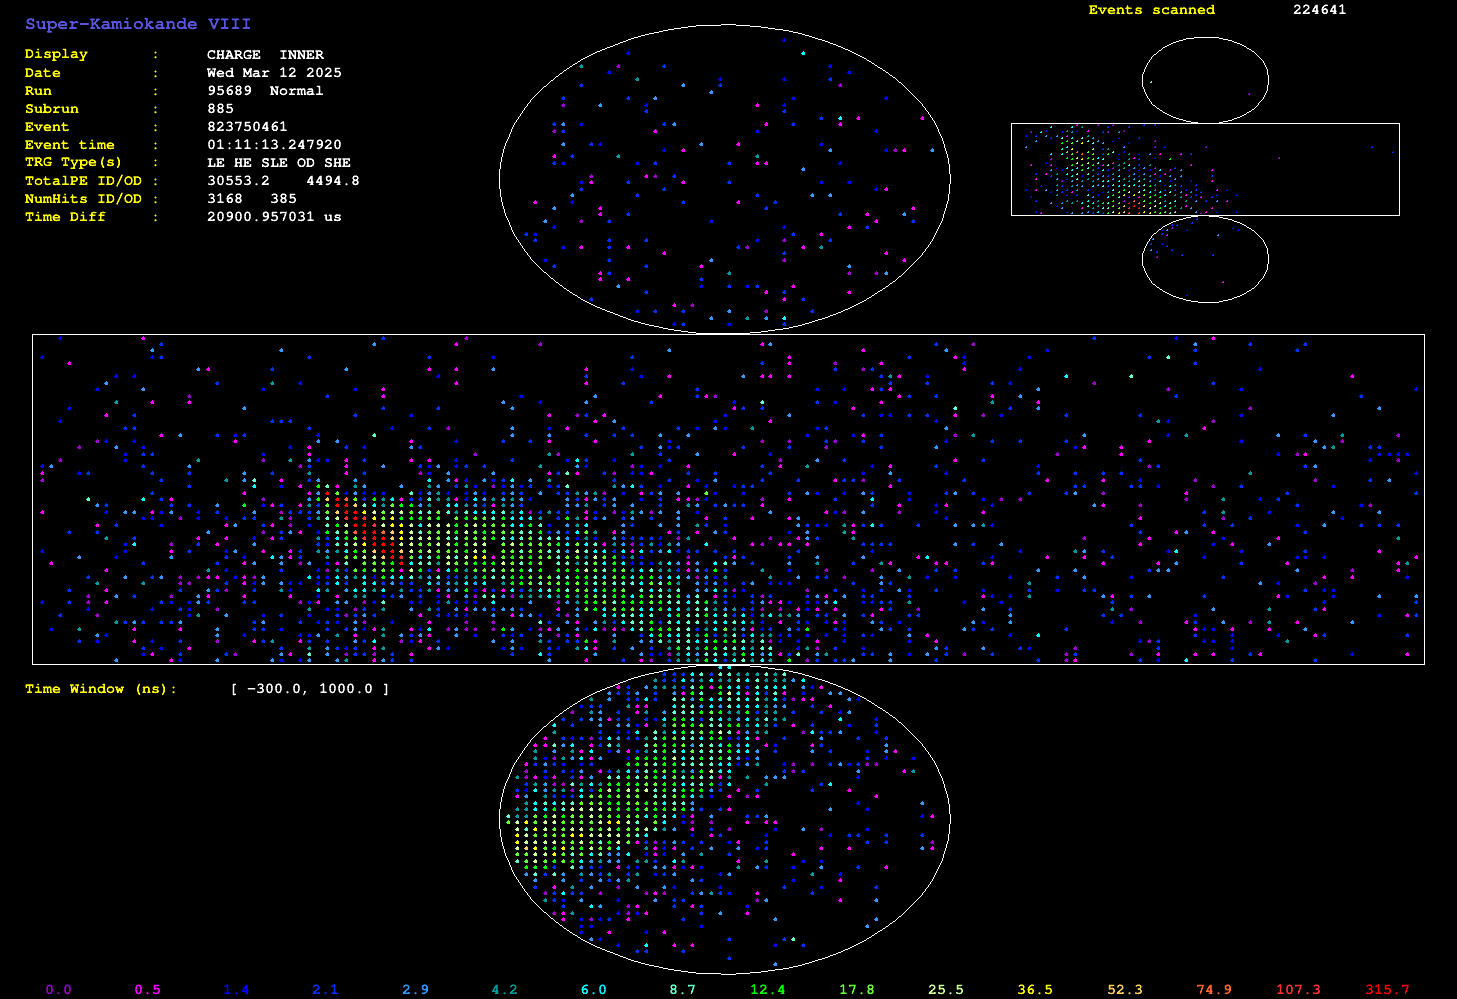 Super-Kamiokande VIII
Events scanned 224641
Display : CHARGE INNER
Date : Wed Mar 12 2025
Run : 95689 Normal
Subrun : 885
Event : 823750461
Event time : 01:11:13.247920
TRG Type(s) : LE HE SLE OD SHE
TotalPE ID/OD : 30553.2 4494.8
NumHits ID/OD : 3168 385
Time Diff : 20900.957031 us
Time Window (ns): [ -300.0, 1000.0 ]
0.0 0.5 1.4 2.1 2.9 4.2 6.0 8.7 12.4 17.8 25.5 36.5 52.3 74.9 107.3 315.7